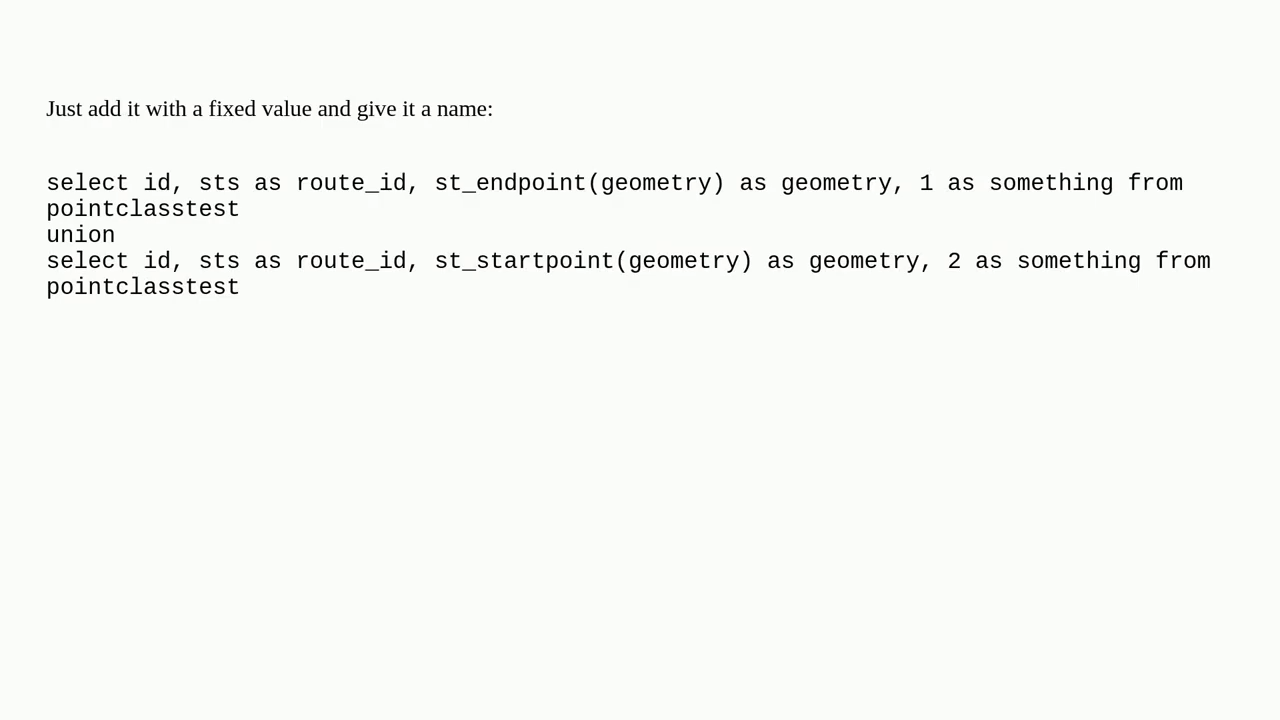 Just add it with a fixed value and give it a name:
select id, sts as route_id, st_endpoint(geometry) as geometry, 1 as something from
pointclasstest
union
select id, sts as route_id, st_startpoint(geometry) as geometry, 2 as something from
pointclasstest